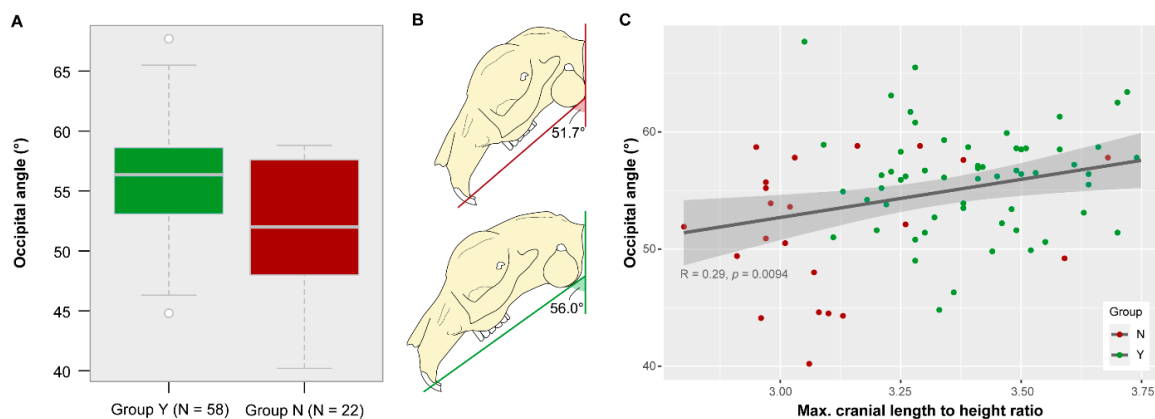 A
Occipital angle (°)
65
60
55
50
45
40
Group Y (N = 58)
Group N (N = 22)
B
51.7°
56.0°
C
Occipital angle (°)
60
50
40
R = 0.29, p = 0.0094
Group
N
Y
3.00
3.25
3.50
3.75
Max. cranial length to height ratio